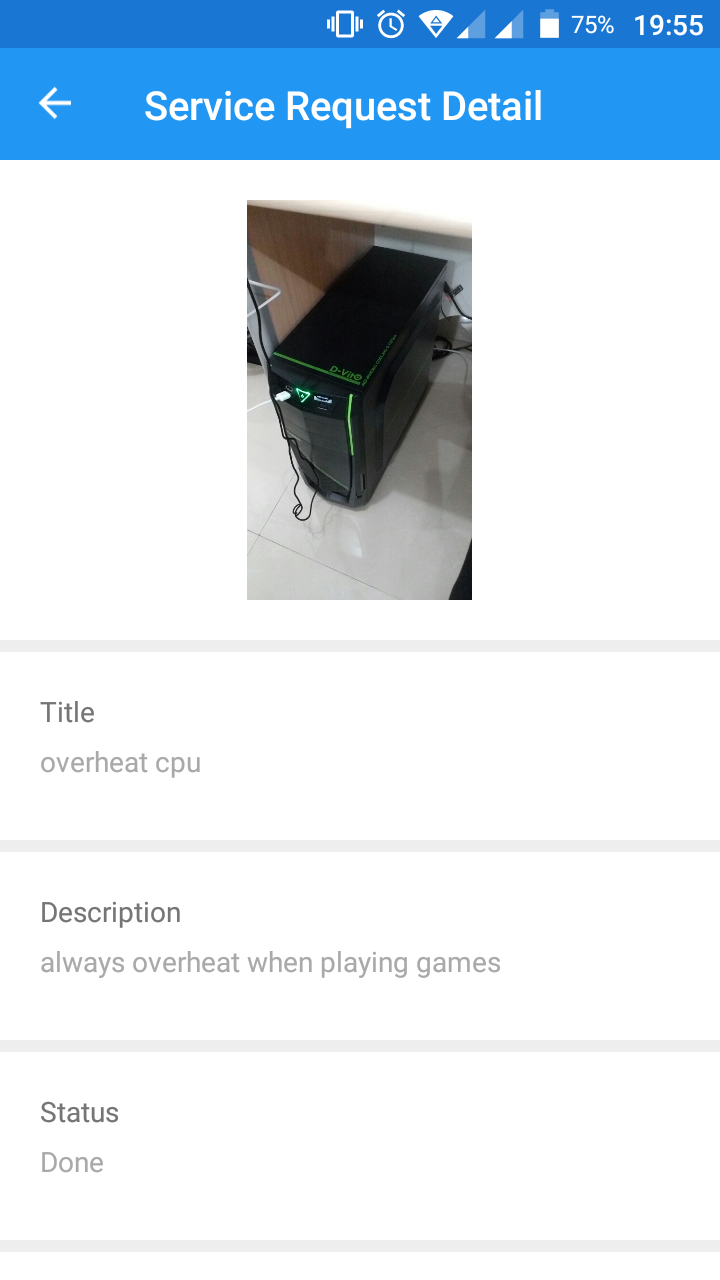 75% 19:55
Service Request Detail
D-Vito
Title
overheat cpu
Description
always overheat when playing games
Status
Done